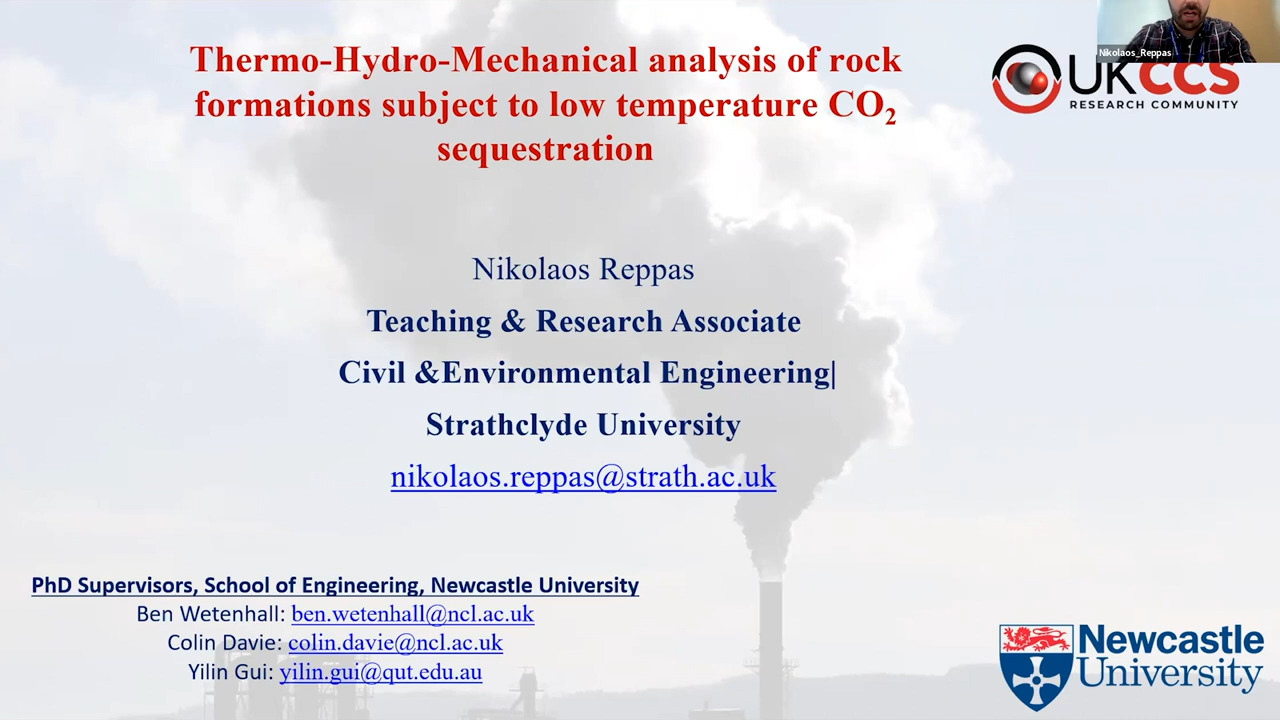 Thermo-Hydro-Mechanical analysis of rock
formations subject to low temperature CO₂
sequestration
Nikolaos_Reppas
UKCCS
RESEARCH COMMUNITY
Nikolaos Reppas
Teaching & Research Associate
Civil &Environmental Engineering|
Strathclyde University
nikolaos.reppas@strath.ac.uk
PhD Supervisors, School of Engineering, Newcastle University
Ben Wetenhall: ben.wetenhall@ncl.ac.uk
Colin Davie: colin.davie@ncl.ac.uk
Yilin Gui: yilin.gui@qut.edu.au
Newcastle
University